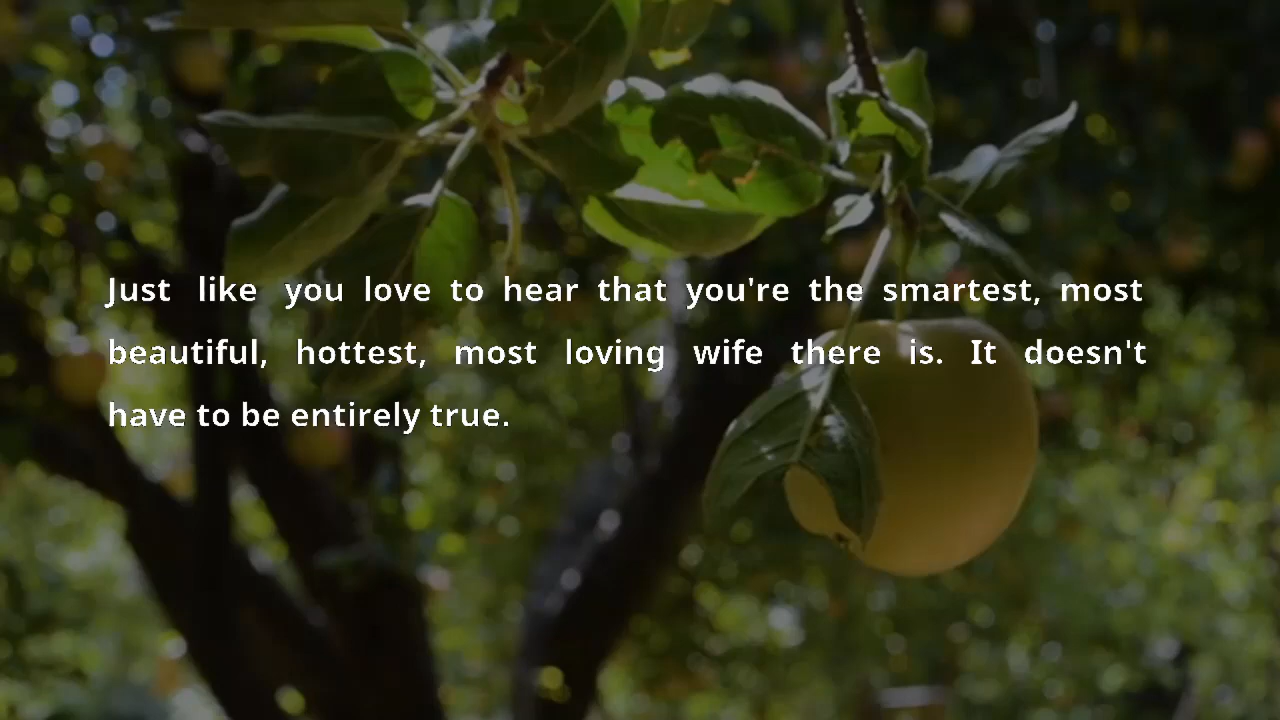 Just like you love to hear that you're the smartest, most
beautiful, hottest, most loving wife there is. It doesn't
have to be entirely true.